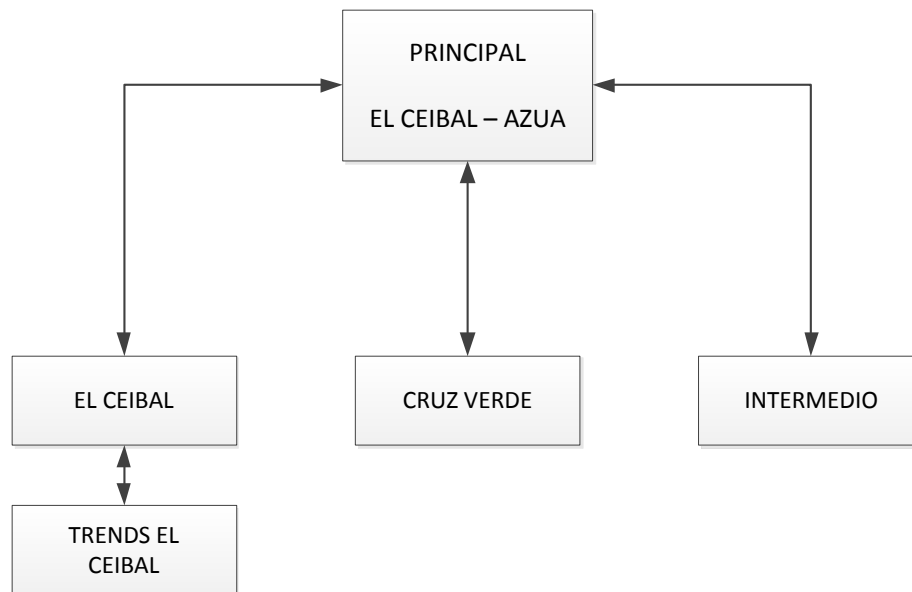 PRINCIPAL
EL CEIBAL – AZUA
EL CEIBAL
CRUZ VERDE
INTERMEDIO
TRENDS EL
CEIBAL